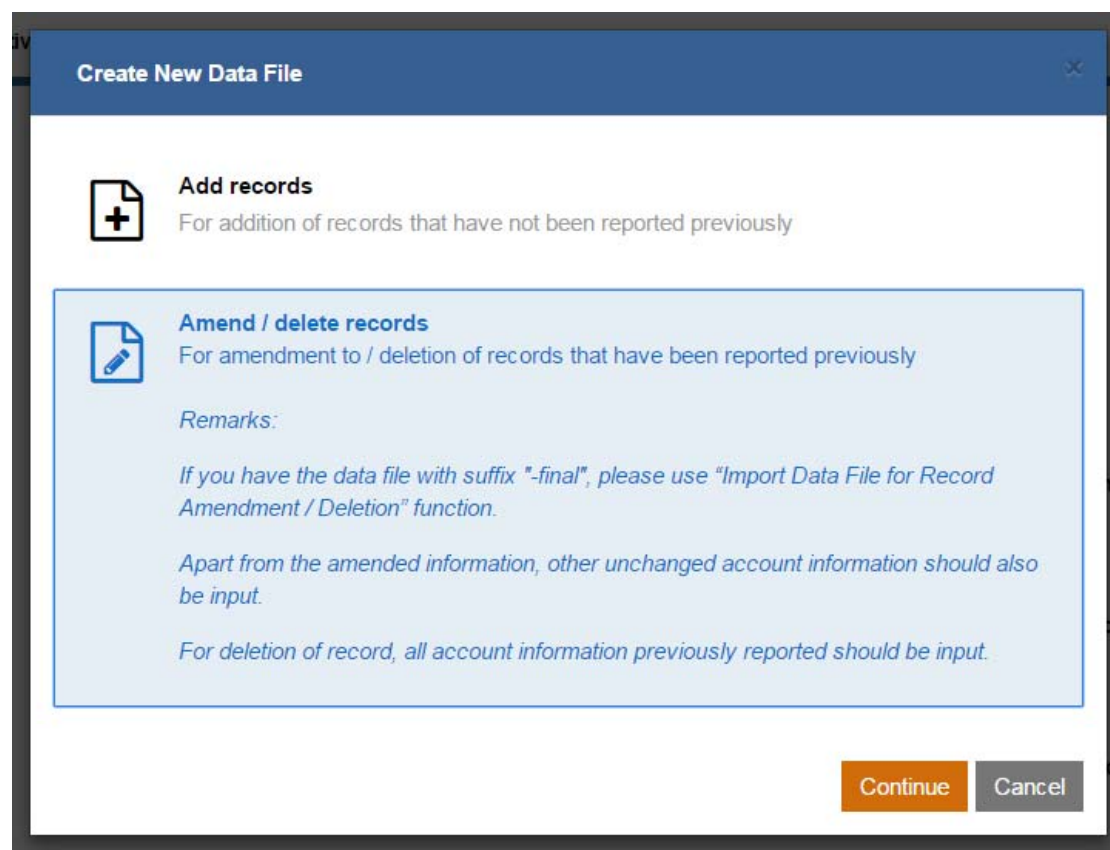 Create New Data File
Add records
For addition of records that have not been reported previously
Amend / delete records
For amendment to / deletion of records that have been reported previously
Remarks:
If you have the data file with suffix "-final", please use “Import Data File for Record
Amendment / Deletion” function.
Apart from the amended information, other unchanged account information should also
be input.
For deletion of record, all account information previously reported should be input.
Continue Cancel